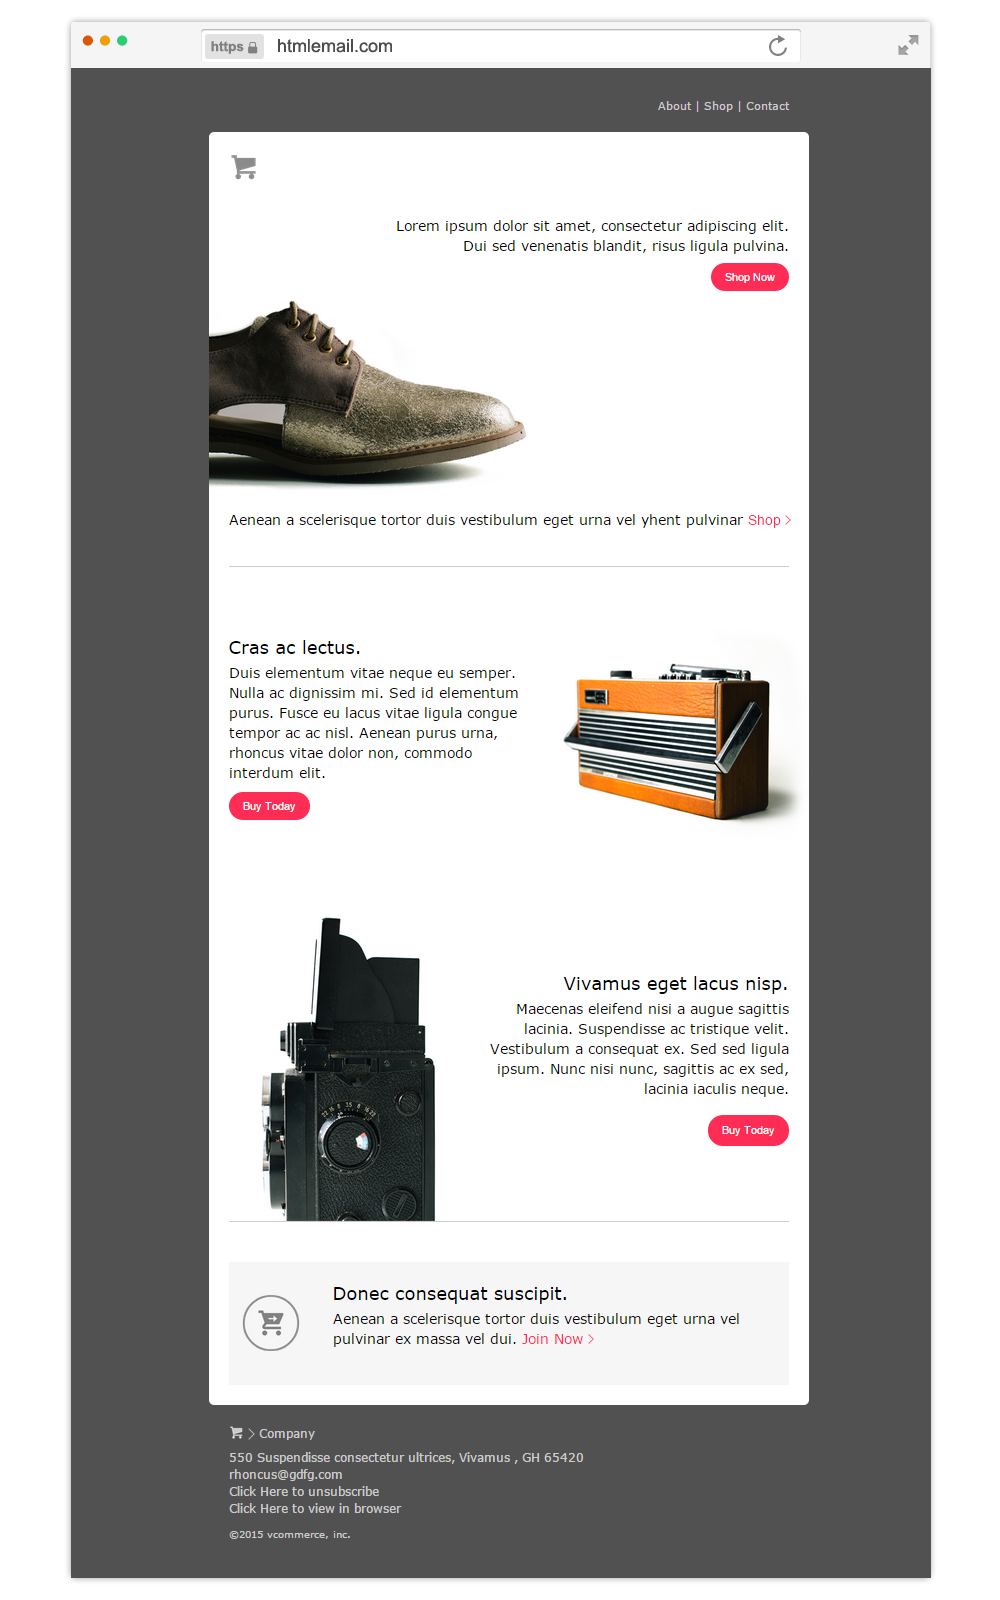 https htmlemail.com
About | Shop | Contact
Lorem ipsum dolor sit amet, consectetur adipiscing elit.
Dui sed venenatis blandit, risus ligula pulvina.
Shop Now
Aenean a scelerisque tortor duis vestibulum eget urna vel yhent pulvinar Shop >
Cras ac lectus.
Duis elementum vitae neque eu semper.
Nulla ac dignissim mi. Sed id elementum
purus. Fusce eu lacus vitae ligula congue
tempor ac ac nisl. Aenean purus urna,
rhoncus vitae dolor non, commodo
interdum elit.
Buy Today
Vivamus eget lacus nisp.
Maecenas eleifend nisi a augue sagittis
lacinia. Suspendisse ac tristique velit.
Vestibulum a consequat ex. Sed sed ligula
ipsum. Nunc nisi nunc, sagittis ac ex sed,
lacinia iaculis neque.
Buy Today
Donec consequat suscipit.
Aenean a scelerisque tortor duis vestibulum eget urna vel
pulvinar ex massa vel dui. Join Now >
> Company
550 Suspendisse consectetur ultrices, Vivamus , GH 65420
rhoncus@gdfg.com
Click Here to unsubscribe
Click Here to view in browser
©2015 vcommerce, inc.